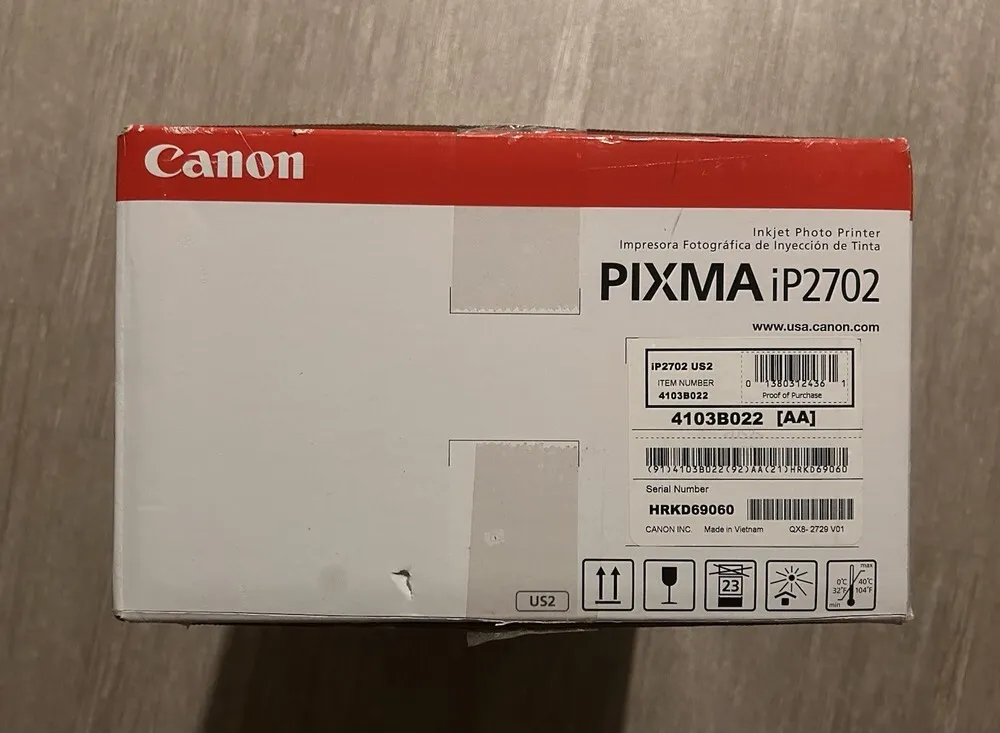 Canon
Inkjet Photo Printer
Impresora Fotográfica de Inyección de Tinta
PIXMA iP2702
www.usa.canon.com
iP2702 US2
ITEM NUMBER
4103B022
0 1380312436 1
Proof of Purchase
4103B022 [AA]
(91)4103B022(92)AA(21)HRKD69060
Serial Number
HRKD69060
CANON INC. Made in Vietnam QX8- 2729 V01
US2
23
max
0℃ 40℃
32°F 104°F
min